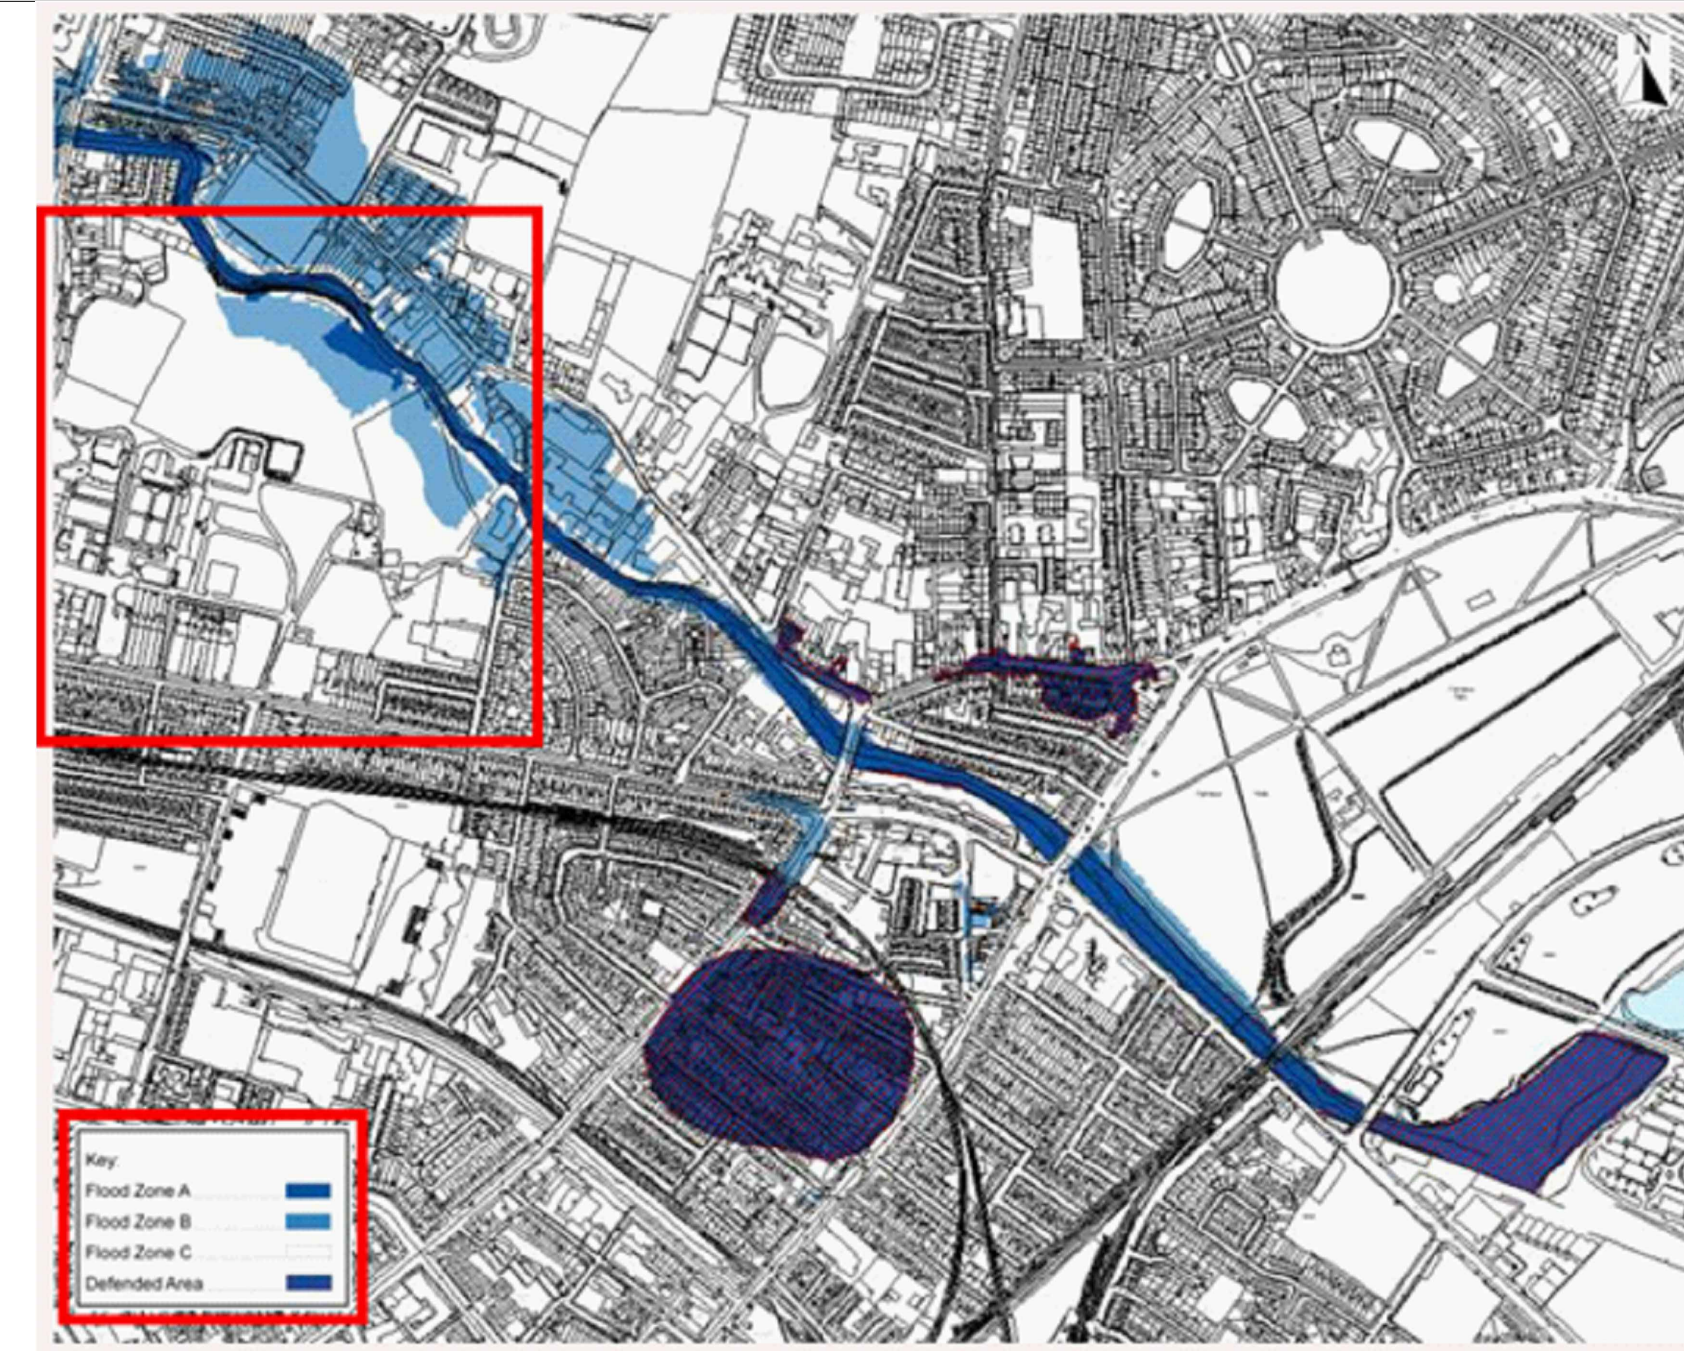 N
Key:
Flood Zone A
Flood Zone B
Flood Zone C
Defended Area